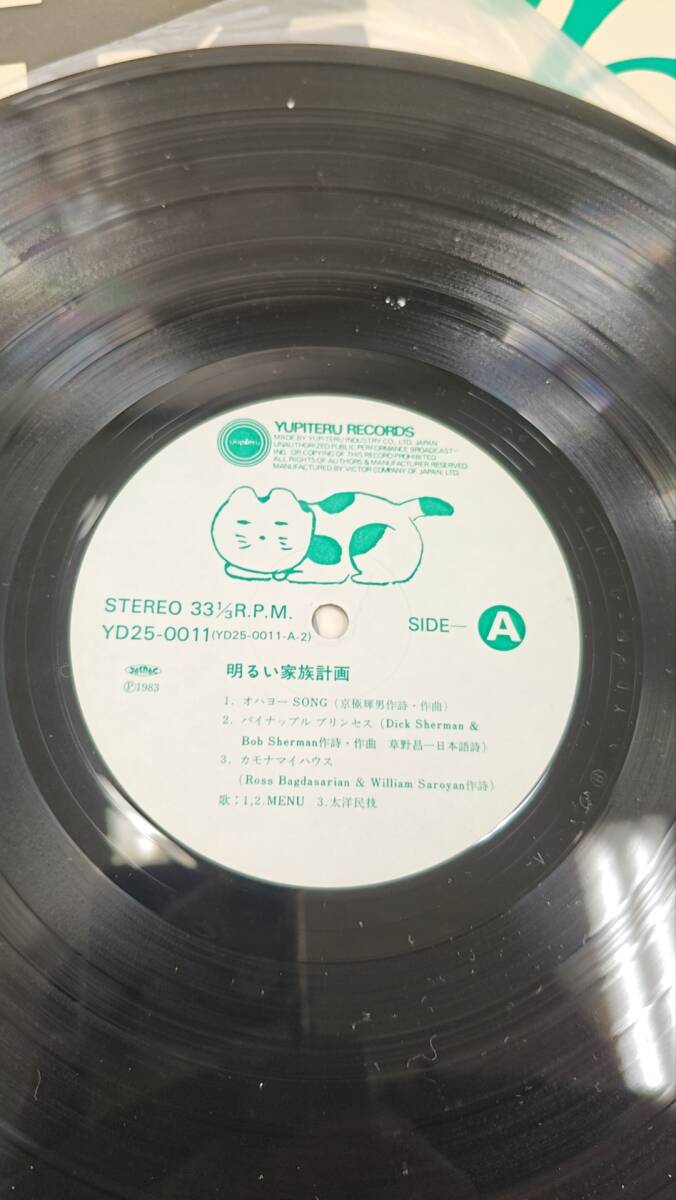 yupiteru
YUPITERU RECORDS
MADE BY YUPITERU INDUSTRY CO., LTD. JAPAN
UNAUTHORIZED PUBLIC PERFORMANCE BROADCAST-
ING OR COPYING OF THIS RECORD PROHIBITED
ALL RIGHTS OF AUTHORS & MANUFACTURER RESERVED
MANUFACTURED BY VICTOR COMPANY OF JAPAN, LTD.
STEREO 33⅓R.P.M.
YD25-0011(YD25-0011-A-2)
SIDE—A
明るい家族計画
JASRAC
Ⓟ1983
1. オハヨー SONG (京極輝男作詩・作曲)
2. パイナップル プリンセス (Dick Sherman &
Bob Sherman作詩・作曲 草野昌一日本語詩)
3. カモナマイハウス
(Ross Bagdasarian & William Saroyan作詩)
歌:1,2.MENU 3.太洋民技